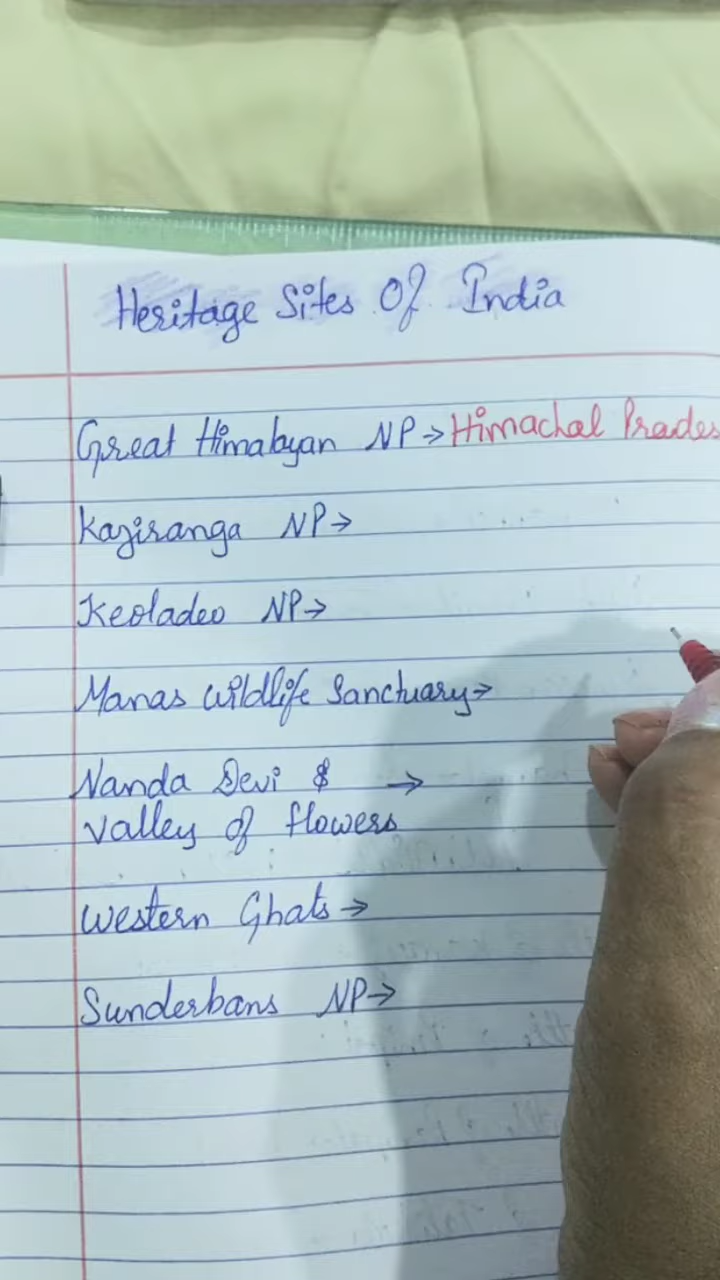 Heritage Sites Of India
Great Himalayan NP → Himachal Prades
Kaziranga NP →
Keoladeo NP →
Manas Wildlife Sanctuary →
Nanda Devi & →
Valley of flowers
Western Ghats →
Sunderbans NP →